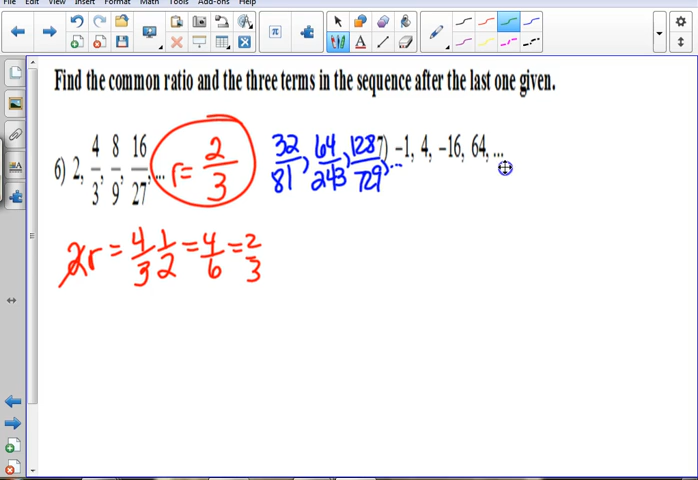 File Edit View Insert Format Math Tools Add-Ons Help
Find the common ratio and the three terms in the sequence after the last one given.
6) 2, 4/3, 8/9, 16/27, ... r = 2/3 32/81, 64/243, 128/729, ... 7) -1, 4, -16, 64, ...
2r = 4/3 1/2 = 4/6 = 2/3